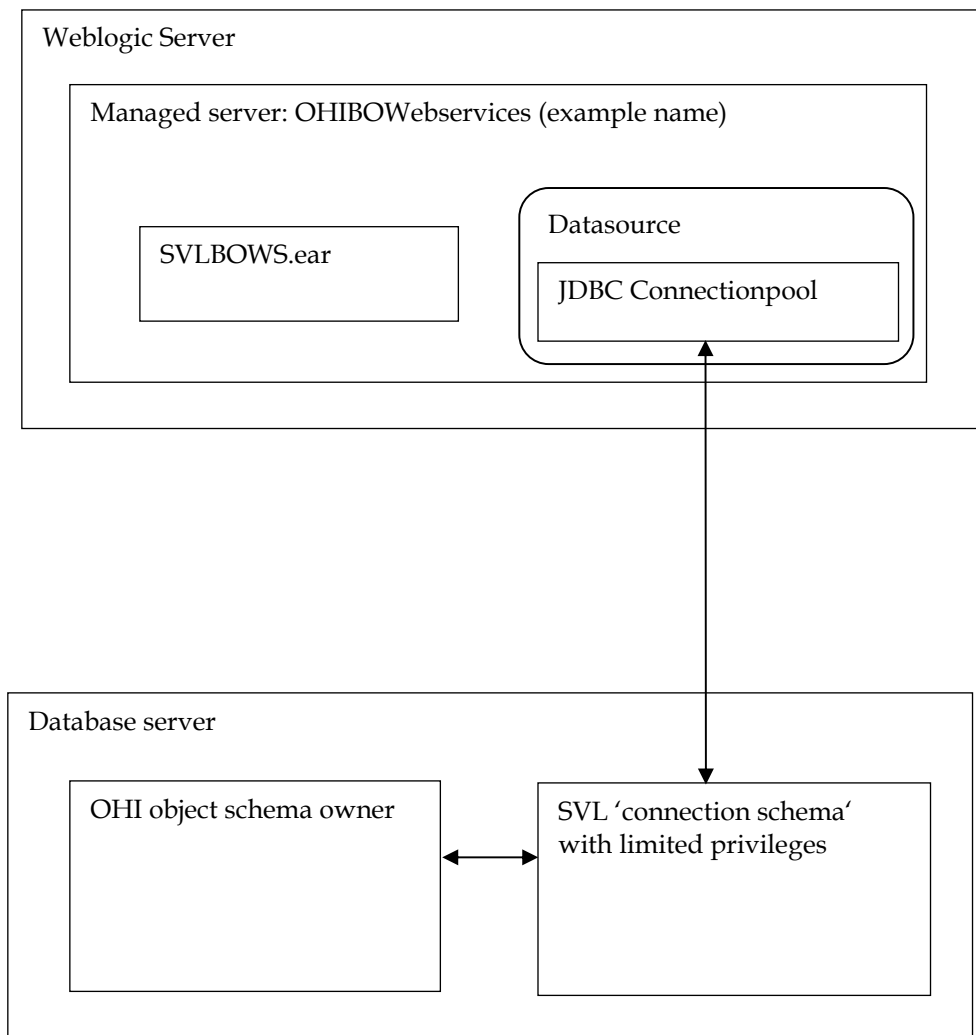 Weblogic Server
Managed server: OHIBOWebservices (example name)
SVLBOWS.ear
Datasource
JDBC Connectionpool
Database server
OHI object schema owner
SVL ‘connection schema‘
with limited privileges